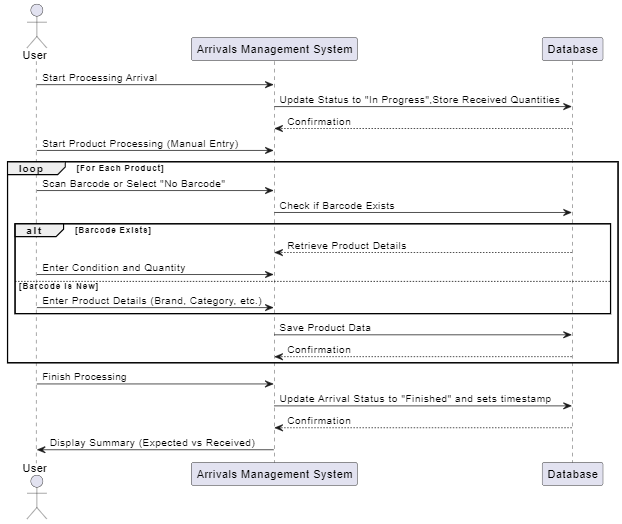 User
Arrivals Management System
Database
Start Processing Arrival
Update Status to "In Progress",Store Received Quantities
Confirmation
Start Product Processing (Manual Entry)
loop [For Each Product]
Scan Barcode or Select "No Barcode"
Check if Barcode Exists
alt [Barcode Exists]
Retrieve Product Details
Enter Condition and Quantity
[Barcode is New]
Enter Product Details (Brand, Category, etc.)
Save Product Data
Confirmation
Finish Processing
Update Arrival Status to "Finished" and sets timestamp
Confirmation
Display Summary (Expected vs Received)
User
Arrivals Management System
Database